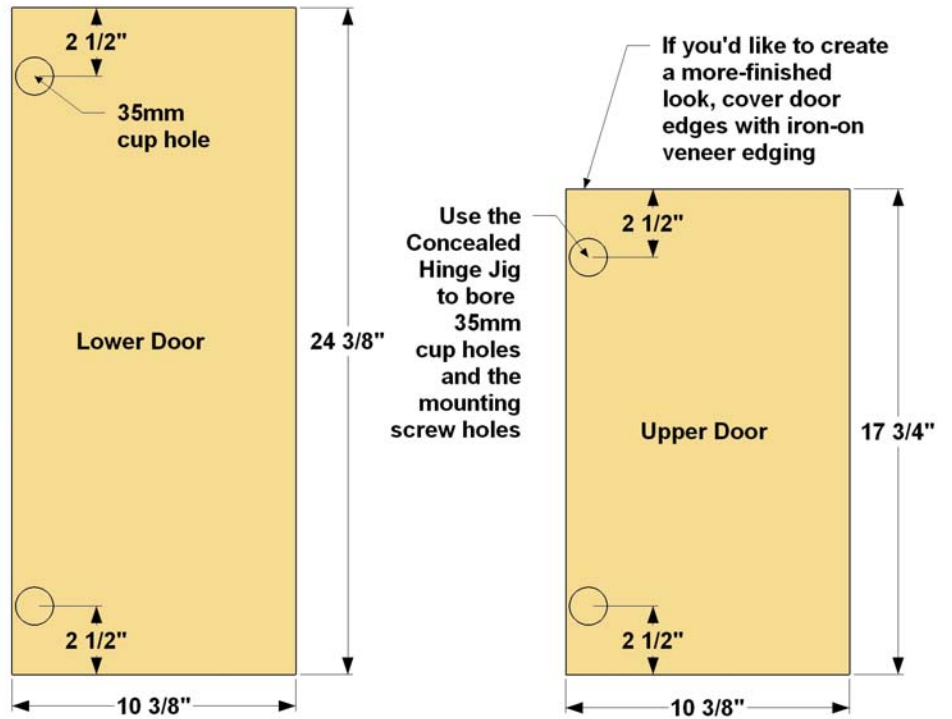 2 1/2"
35mm
cup hole
Lower Door
24 3/8"
2 1/2"
10 3/8"
If you'd like to create
a more-finished
look, cover door
edges with iron-on
veneer edging
2 1/2"
Use the
Concealed
Hinge Jig
to bore
35mm
cup holes
and the
mounting
screw holes
Upper Door
17 3/4"
2 1/2"
10 3/8"